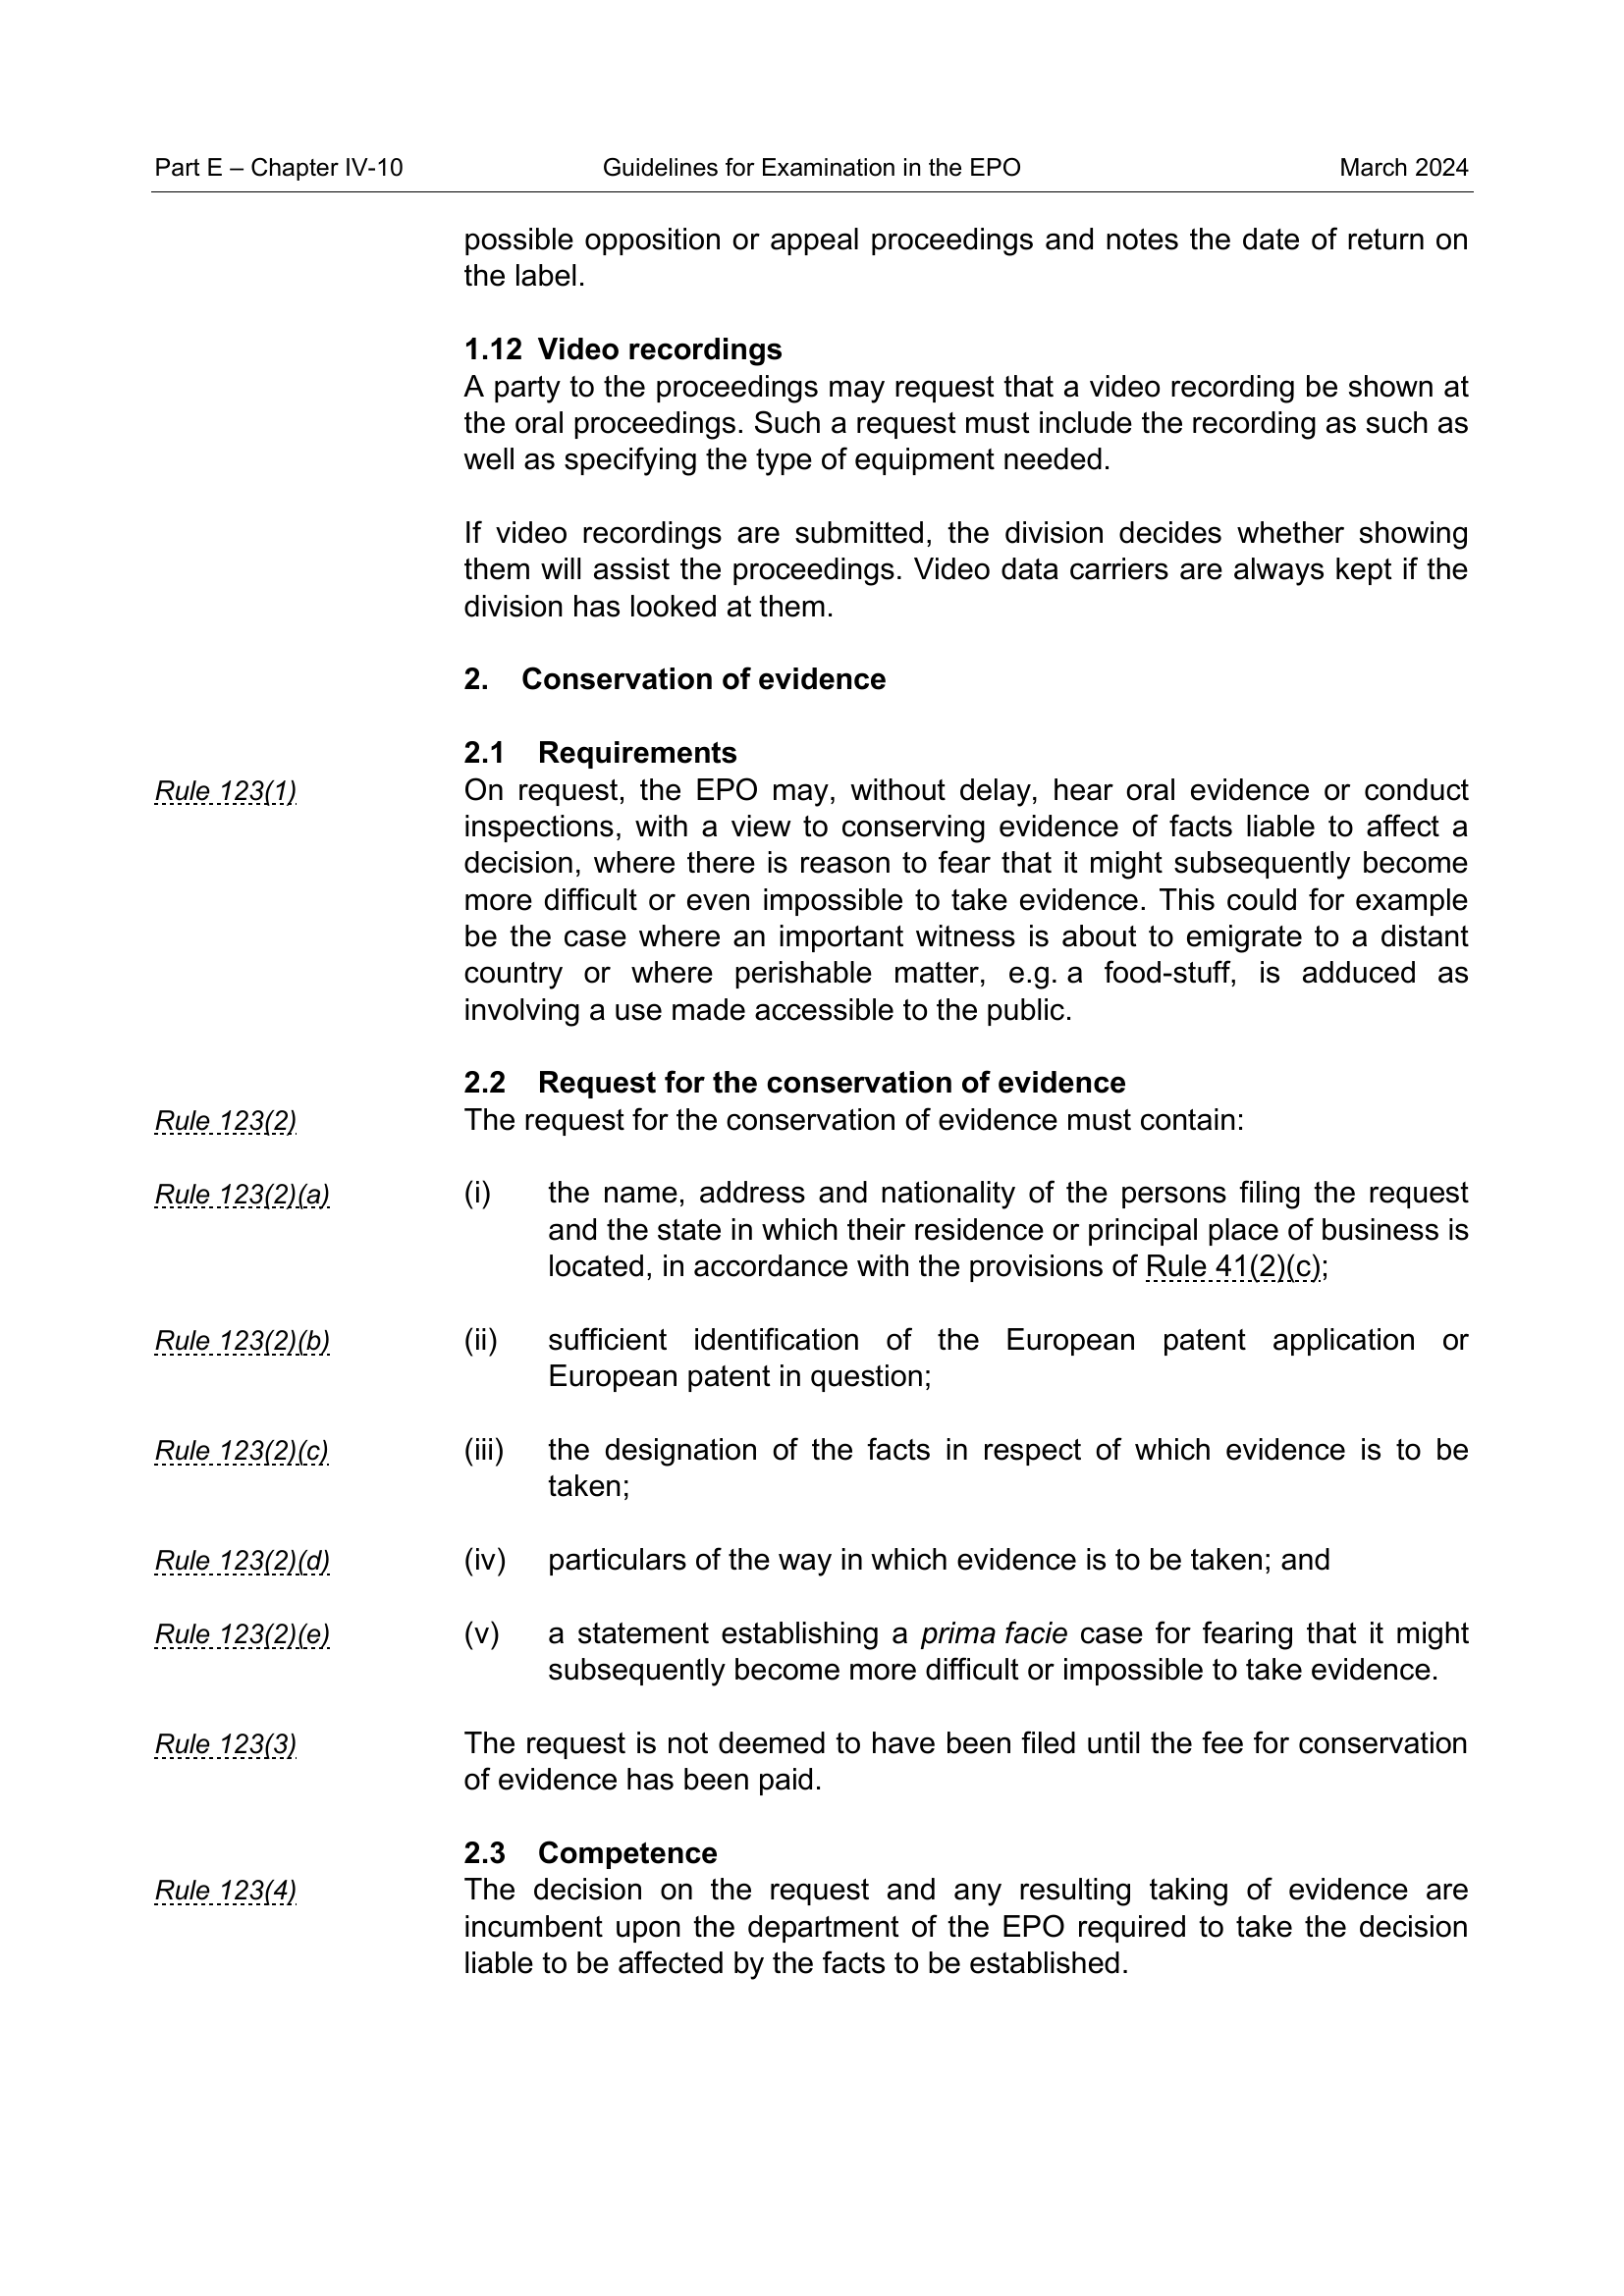 Part E – Chapter IV-10 Guidelines for Examination in the EPO March 2024
possible opposition or appeal proceedings and notes the date of return on
the label.
1.12 Video recordings
A party to the proceedings may request that a video recording be shown at
the oral proceedings. Such a request must include the recording as such as
well as specifying the type of equipment needed.
If video recordings are submitted, the division decides whether showing
them will assist the proceedings. Video data carriers are always kept if the
division has looked at them.
2. Conservation of evidence
2.1 Requirements
Rule 123(1) On request, the EPO may, without delay, hear oral evidence or conduct
inspections, with a view to conserving evidence of facts liable to affect a
decision, where there is reason to fear that it might subsequently become
more difficult or even impossible to take evidence. This could for example
be the case where an important witness is about to emigrate to a distant
country or where perishable matter, e.g. a food-stuff, is adduced as
involving a use made accessible to the public.
2.2 Request for the conservation of evidence
Rule 123(2) The request for the conservation of evidence must contain:
Rule 123(2)(a) (i) the name, address and nationality of the persons filing the request
and the state in which their residence or principal place of business is
located, in accordance with the provisions of Rule 41(2)(c);
Rule 123(2)(b) (ii) sufficient identification of the European patent application or
European patent in question;
Rule 123(2)(c) (iii) the designation of the facts in respect of which evidence is to be
taken;
Rule 123(2)(d) (iv) particulars of the way in which evidence is to be taken; and
Rule 123(2)(e) (v) a statement establishing a prima facie case for fearing that it might
subsequently become more difficult or impossible to take evidence.
Rule 123(3) The request is not deemed to have been filed until the fee for conservation
of evidence has been paid.
2.3 Competence
Rule 123(4) The decision on the request and any resulting taking of evidence are
incumbent upon the department of the EPO required to take the decision
liable to be affected by the facts to be established.